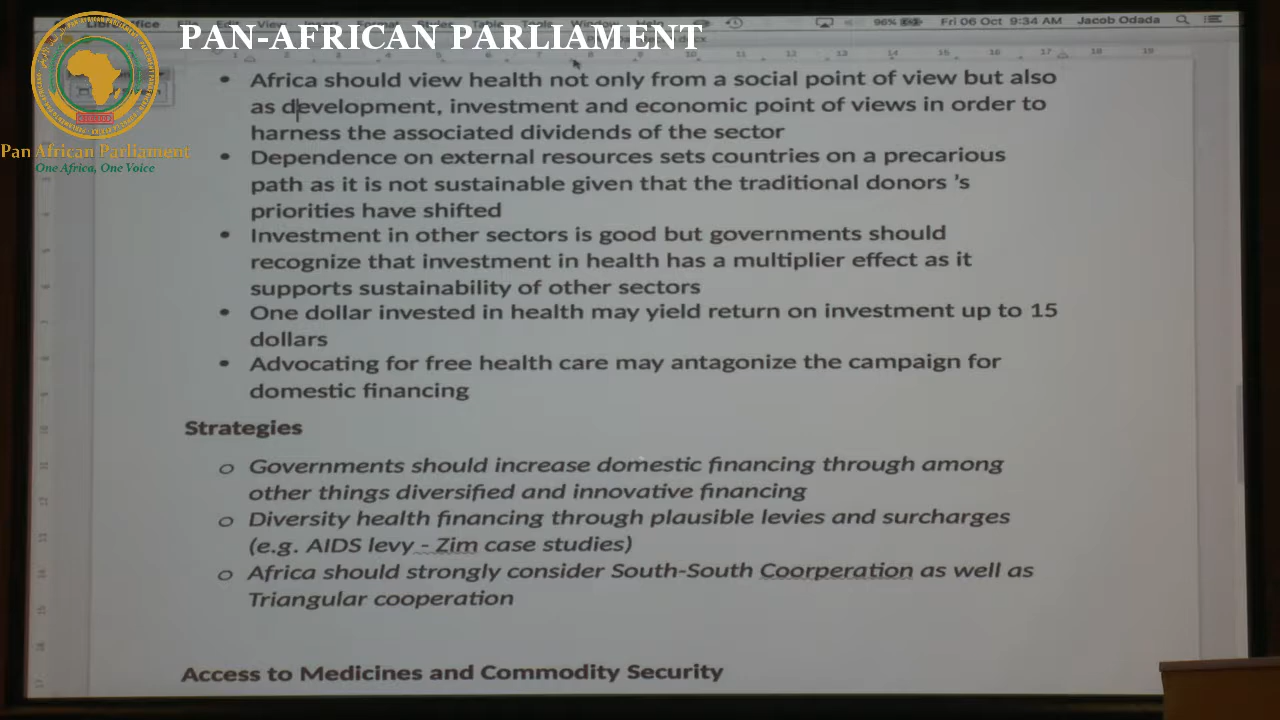 PAN-AFRICAN PARLIAMENT
96%
Fri 06 Oct 9:34 AM Jacob Odada
Pan African Parliament
One Africa, One Voice
• Africa should view health not only from a social point of view but also
as development, investment and economic point of views in order to
harness the associated dividends of the sector
• Dependence on external resources sets countries on a precarious
path as it is not sustainable given that the traditional donors 's
priorities have shifted
• Investment in other sectors is good but governments should
recognize that investment in health has a multiplier effect as it
supports sustainability of other sectors
• One dollar invested in health may yield return on investment up to 15
dollars
• Advocating for free health care may antagonize the campaign for
domestic financing
Strategies
o Governments should increase domestic financing through among
other things diversified and innovative financing
o Diversity health financing through plausible levies and surcharges
(e.g. AIDS levy - Zim case studies)
o Africa should strongly consider South-South Coorperation as well as
Triangular cooperation
Access to Medicines and Commodity Security